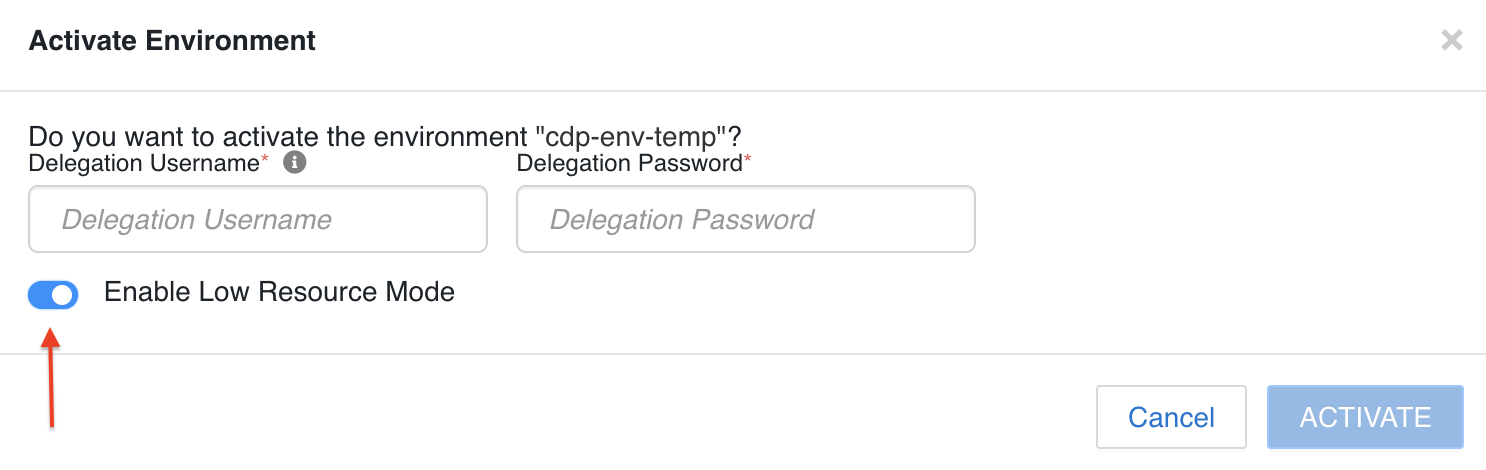 Activate Environment
Do you want to activate the environment "cdp-env-temp"?
Delegation Username* Delegation Password*
Delegation Username Delegation Password
Enable Low Resource Mode
Cancel ACTIVATE